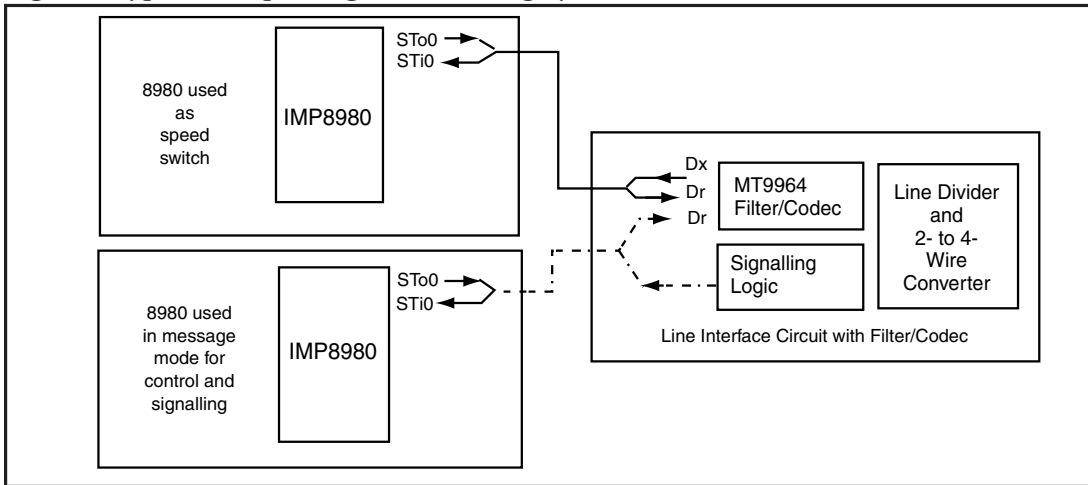 8980 used
as
speed
switch
IMP8980
STo0
STi0
8980 used
in message
mode for
control and
signalling
IMP8980
STo0
STi0
Dx
Dr
Dr
MT9964
Filter/Codec
Signalling
Logic
Line Divider
and
2- to 4-
Wire
Converter
Line Interface Circuit with Filter/Codec